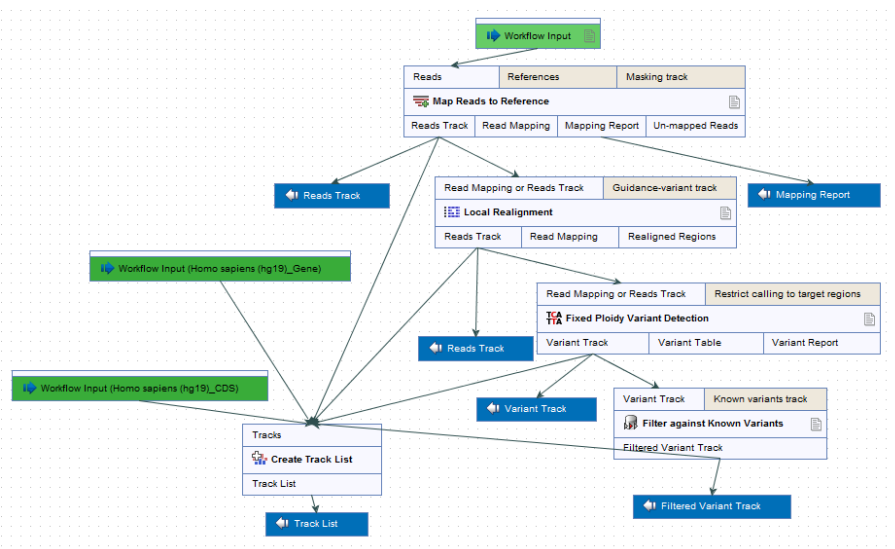 Workflow Input
Reads References Masking track
Map Reads to Reference
Reads Track Read Mapping Mapping Report Un-mapped Reads
Reads Track
Mapping Report
Read Mapping or Reads Track Guidance-variant track
Local Realignment
Reads Track Read Mapping Realigned Regions
Workflow Input (Homo sapiens (hg19)_Gene)
Read Mapping or Reads Track Restrict calling to target regions
TCA
TTA
Fixed Ploidy Variant Detection
Variant Track Variant Table Variant Report
Reads Track
Workflow Input (Homo sapiens (hg19)_CDS)
Variant Track
Variant Track Known variants track
Filter against Known Variants
Filtered Variant Track
Tracks
Create Track List
Track List
Filtered Variant Track
Track List